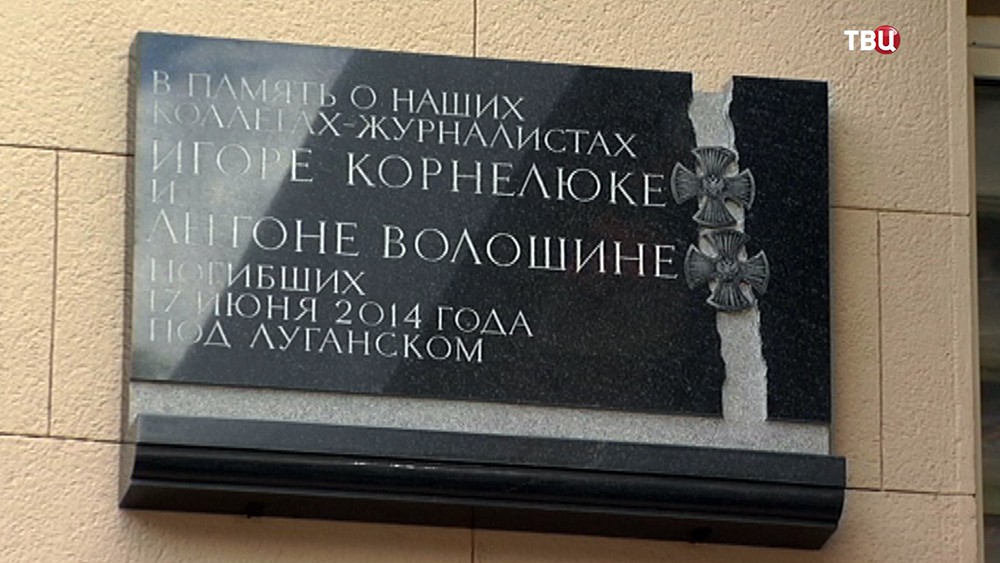 ТВЦ
В ПАМЯТЬ О НАШИХ
КОЛЛЕГАХ-ЖУРНАЛИСТАХ
ИГОРЕ КОРНЕЛЮКЕ
И
АНТОНЕ ВОЛОШИНЕ
ПОГИБШИХ
17 ИЮНЯ 2014 ГОДА
ПОД ЛУГАНСКОМ